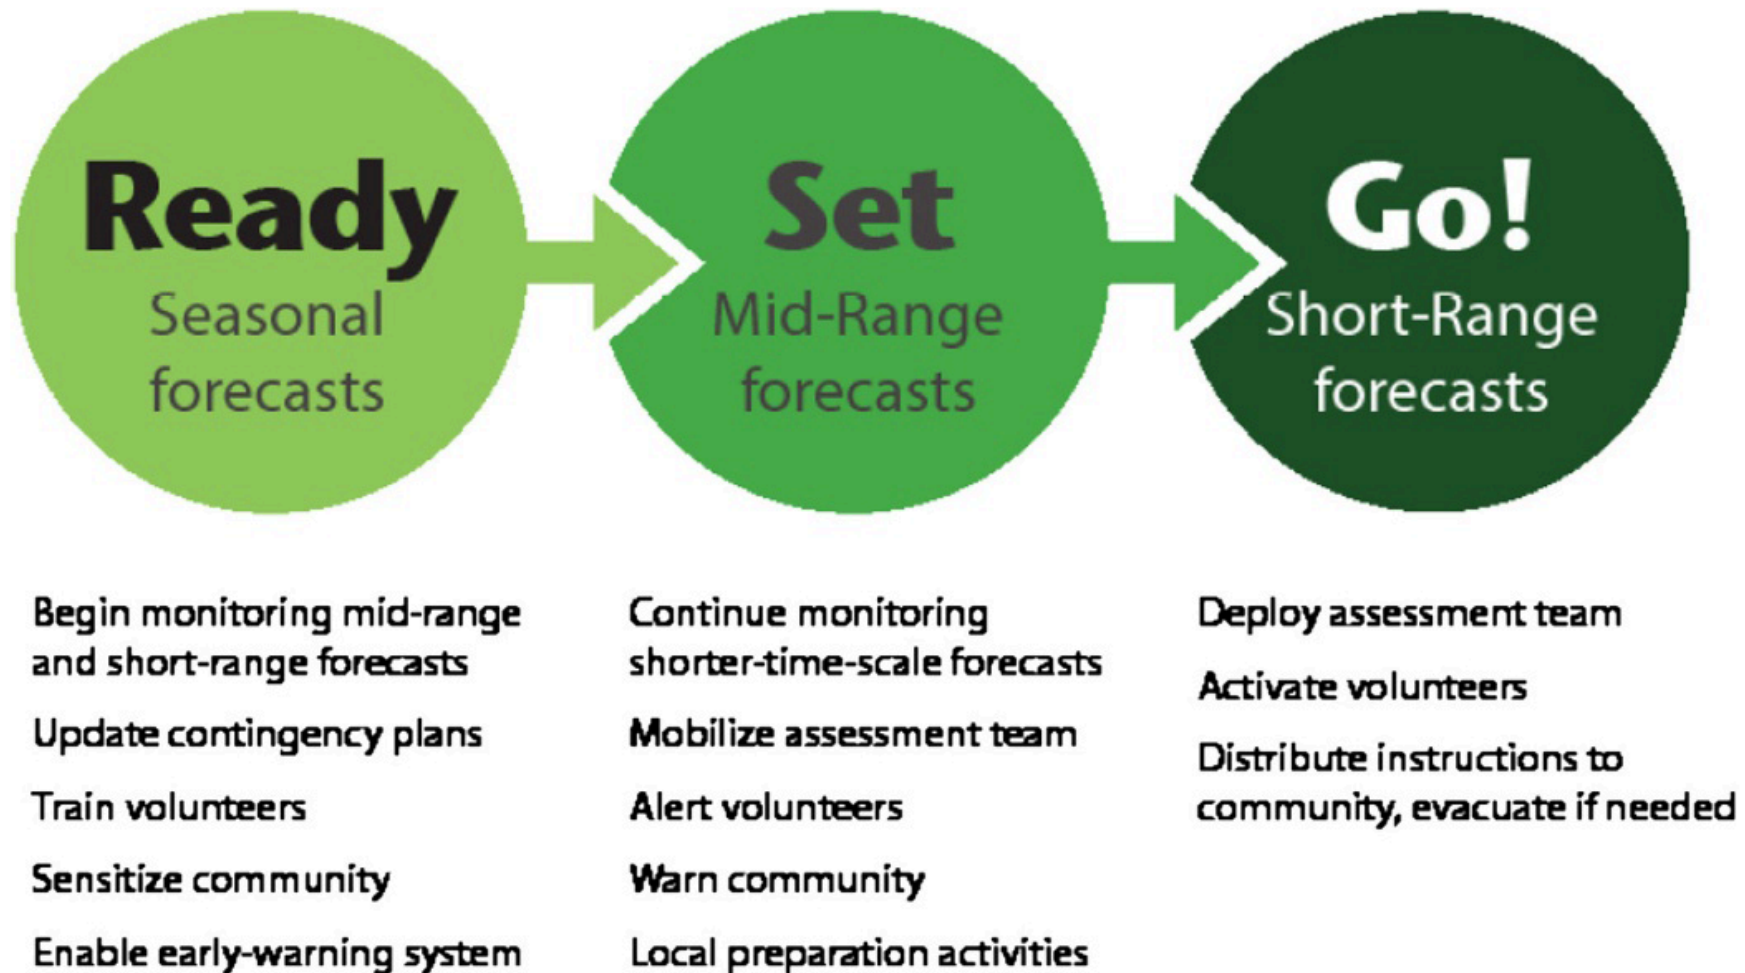 Ready
Seasonal
forecasts
Set
Mid-Range
forecasts
Go!
Short-Range
forecasts
Begin monitoring mid-range
and short-range forecasts
Update contingency plans
Train volunteers
Sensitize community
Enable early-warning system
Continue monitoring
shorter-time-scale forecasts
Mobilize assessment team
Alert volunteers
Warn community
Local preparation activities
Deploy assessment team
Activate volunteers
Distribute instructions to
community, evacuate if needed